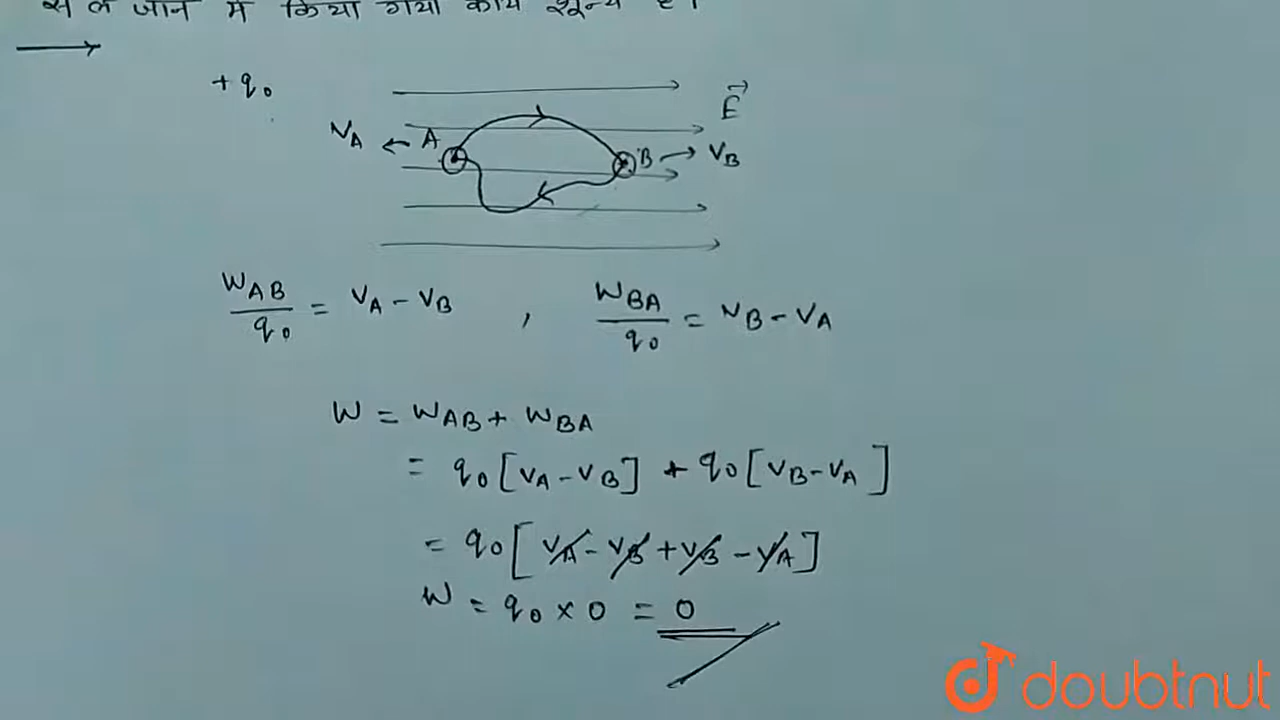 जाने में किया गया कार्य शून्य है।
+ q₀
E⃗
V_A ← A B → V_B
W_AB/q₀ = V_A - V_B , W_BA/q₀ = V_B - V_A
W = W_AB + W_BA
= q₀[V_A - V_B] + q₀[V_B - V_A]
= q₀[V_A - V_B + V_B - V_A]
W = q₀ × 0 = 0
doubtnut